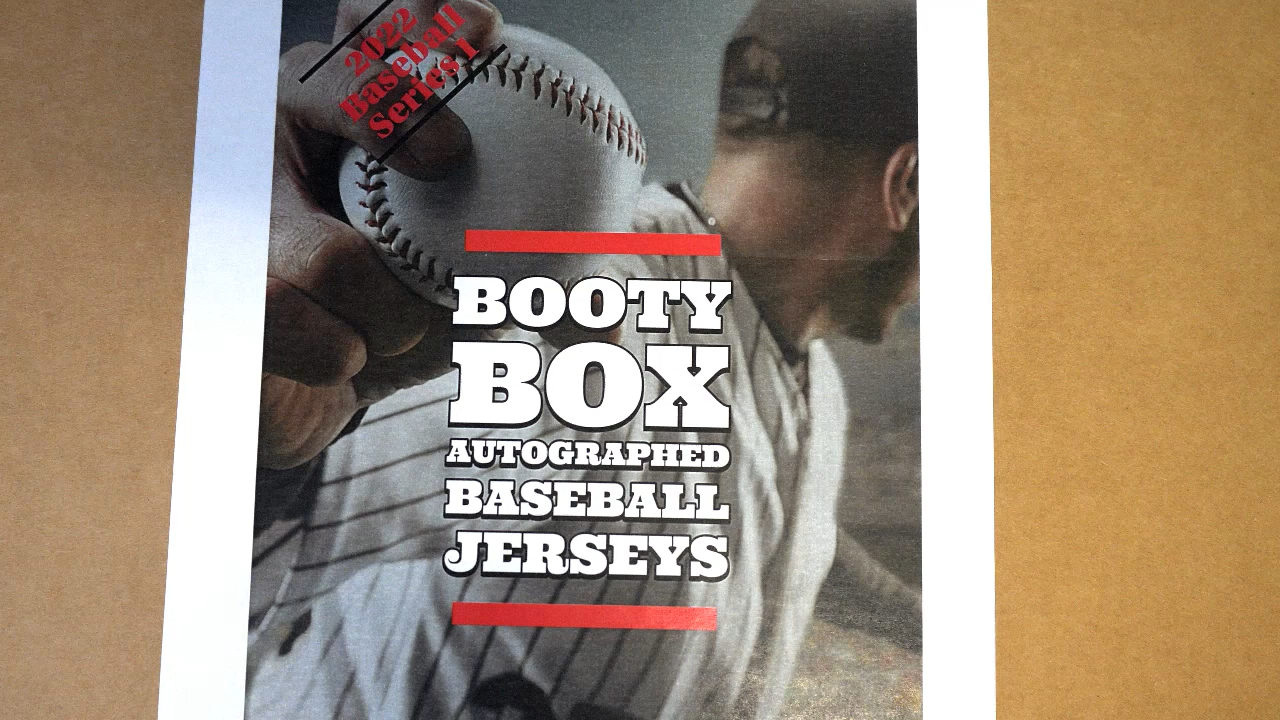 2022
Baseball
Series 1
BOOTY
BOX
AUTOGRAPHED
BASEBALL
JERSEYS